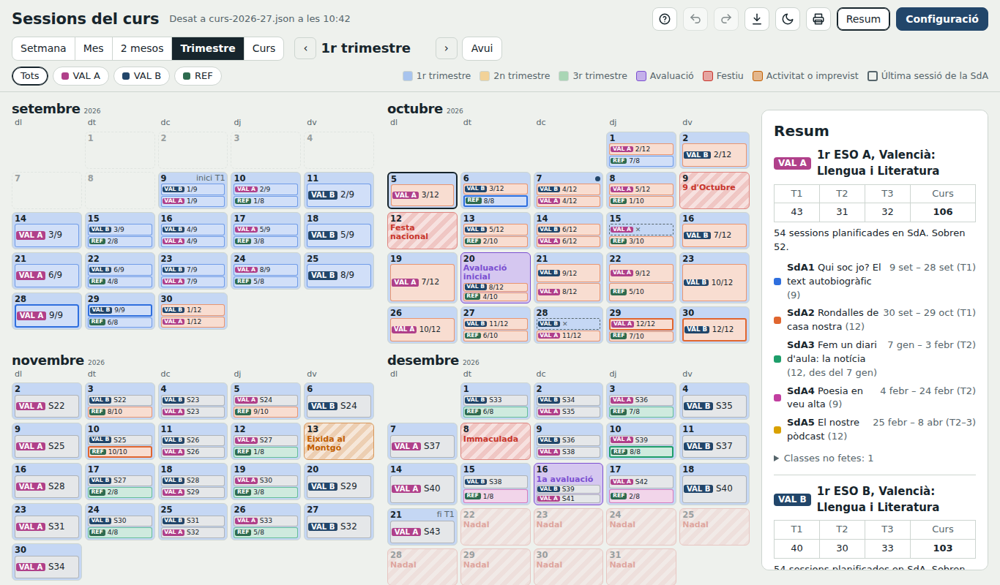 Sessions del curs Desat a curs-2026-27.json a les 10:42 Resum Configuració
Setmana Mes 2 mesos Trimestre Curs ‹ 1r trimestre › Avui
Tots VAL A VAL B REF 1r trimestre 2n trimestre 3r trimestre Avaluació Festiu Activitat o imprevist Última sessió de la SdA
setembre 2026
dl dt dc dj dv
1 2 3 4
7 8 9 inici T1 10 11
VAL B 1/9 VAL A 2/9 VAL B 2/9
VAL A 1/9 REF 1/8
14 15 16 17 18
VAL A 3/9 VAL B 3/9 VAL B 4/9 VAL A 5/9 VAL B 5/9
REF 2/8 VAL A 4/9 REF 3/8
21 22 23 24 25
VAL A 6/9 VAL B 6/9 VAL B 7/9 VAL A 8/9 VAL B 8/9
REF 4/8 VAL A 7/9 REF 5/8
28 29 30
VAL A 9/9 VAL B 9/9 VAL B 1/12
REF 6/8 VAL A 1/12
octubre 2026
dl dt dc dj dv
1 2
VAL A 2/12 VAL B 2/12
REF 7/8
5 6 7 8 9
VAL A 3/12 VAL B 3/12 VAL B 4/12 VAL A 5/12 9 d'Octubre
REF 8/8 VAL A 4/12 REF 1/10
12 13 14 15 16
Festa nacional VAL B 5/12 VAL B 6/12 VAL A × VAL B 7/12
REF 2/10 VAL A 6/12 REF 3/10
19 20 21 22 23
VAL A 7/12 Avaluació inicial VAL B 9/12 VAL A 9/12 VAL B 10/12
VAL B 8/12 VAL A 8/12 REF 5/10
REF 4/10
26 27 28 29 30
VAL A 10/12 VAL B 11/12 VAL B × VAL A 12/12 VAL B 12/12
REF 6/10 VAL A 11/12 REF 7/10
novembre 2026
dl dt dc dj dv
2 3 4 5 6
VAL A S22 VAL B S22 VAL B S23 VAL A S24 VAL B S24
REF 8/10 VAL A S23 REF 9/10
9 10 11 12 13
VAL A S25 VAL B S25 VAL B S26 VAL A S27 Eixida al Montgó
REF 10/10 VAL A S26 REF 1/8
16 17 18 19 20
VAL A S28 VAL B S27 VAL B S28 VAL A S30 VAL B S29
REF 2/8 VAL A S29 REF 3/8
23 24 25 26 27
VAL A S31 VAL B S30 VAL B S31 VAL A S33 VAL B S32
REF 4/8 VAL A S32 REF 5/8
30
VAL A S34
desembre 2026
dl dt dc dj dv
1 2 3 4
VAL B S33 VAL B S34 VAL A S36 VAL B S35
REF 6/8 VAL A S35 REF 7/8
7 8 9 10 11
VAL A S37 Immaculada VAL B S36 VAL A S39 VAL B S37
VAL A S38 REF 8/8
14 15 16 17 18
VAL A S40 VAL B S38 1a avaluació VAL A S42 VAL B S40
REF 1/8 VAL B S39 REF 2/8
VAL A S41
21 fi T1 22 23 24 25
VAL A S43 Nadal Nadal Nadal Nadal
28 29 30 31
Nadal Nadal Nadal Nadal
Resum
VAL A 1r ESO A, Valencià:
Llengua i Literatura
T1 T2 T3 Curs
43 31 32 106
54 sessions planificades en SdA. Sobren
52.
SdA1 Qui soc jo? El 9 set – 28 set (T1)
text autobiogràfic
(9)
SdA2 Rondalles de 30 set – 29 oct (T1)
casa nostra (12)
SdA3 Fem un diari 7 gen – 3 febr (T2)
d'aula: la notícia
(12, des del 7 gen)
SdA4 Poesia en 4 febr – 24 febr (T2)
veu alta (9)
SdA5 El nostre 25 febr – 8 abr (T2–3)
pòdcast (12)
Classes no fetes: 1
VAL B 1r ESO B, Valencià:
Llengua i Literatura
T1 T2 T3 Curs
40 30 33 103
54 sessions planificades en SdA. Sobren